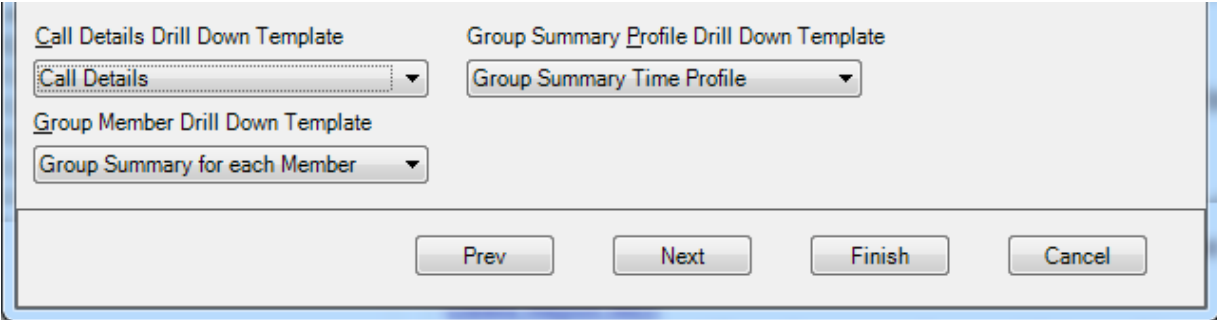 Call Details Drill Down Template
Group Summary Profile Drill Down Template
Call Details
Group Summary Time Profile
Group Member Drill Down Template
Group Summary for each Member
Prev
Next
Finish
Cancel